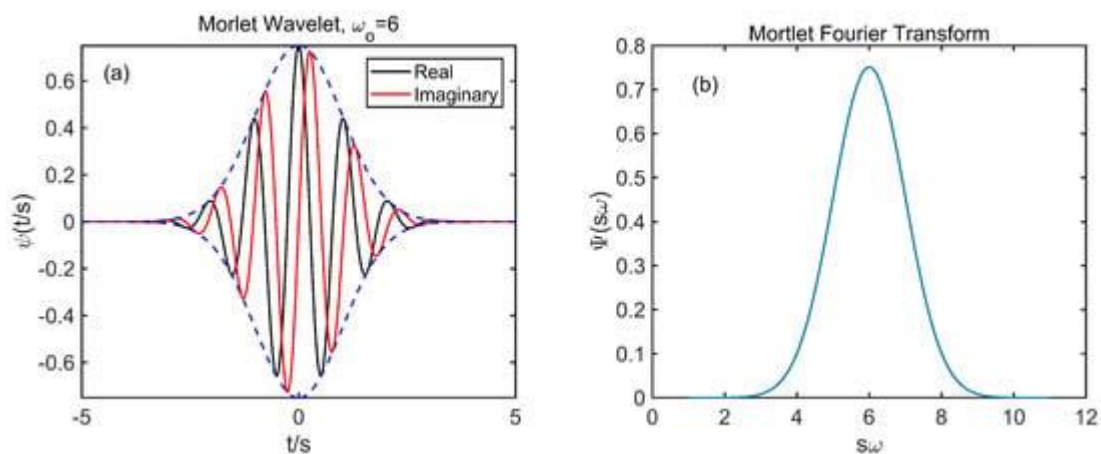 Morlet Wavelet, ω₀=6
(a)
Real
Imaginary
0.6
0.4
0.2
0
-0.2
-0.4
-0.6
ψ(t/s)
-5
0
5
t/s
Mortlet Fourier Transform
(b)
0.8
0.7
0.6
0.5
0.4
0.3
0.2
0.1
0
Ψ(sω)
0
2
4
6
8
10
12
sω